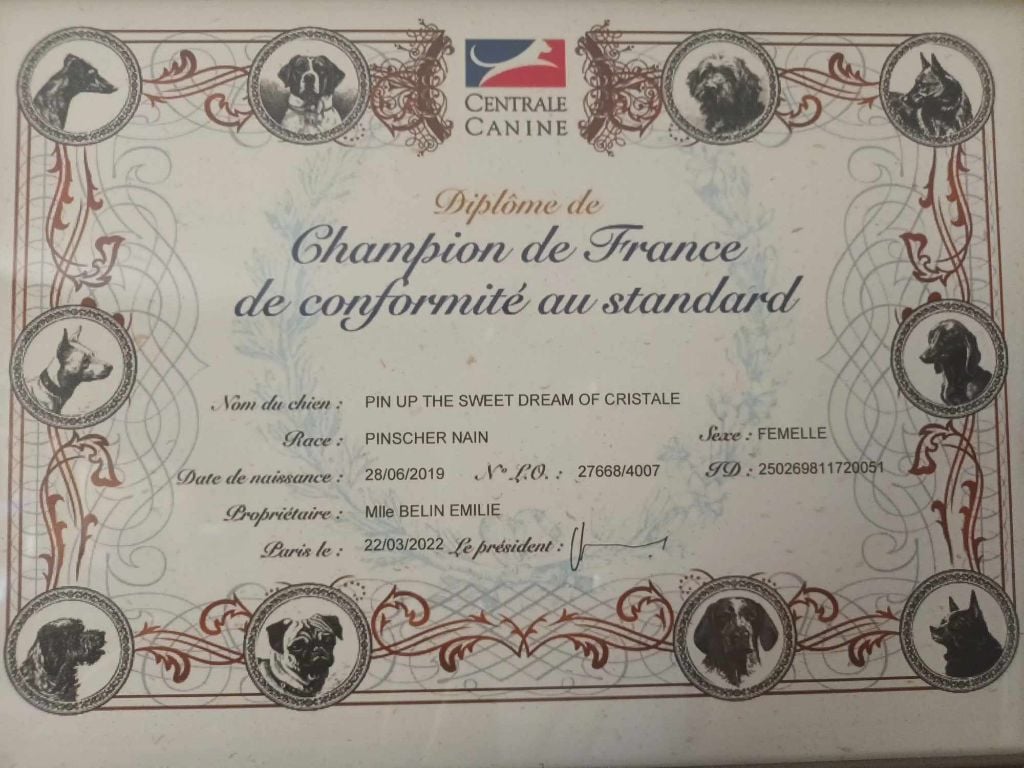 CENTRALE
CANINE
Diplôme de
Champion de France
de conformité au standard
Nom du chien : PIN UP THE SWEET DREAM OF CRISTALE
Race : PINSCHER NAIN Sexe : FEMELLE
Date de naissance : 28/06/2019 N° L.O. : 27668/4007 ID : 250269811720051
Propriétaire : Mlle BELIN EMILIE
Paris le : 22/03/2022 Le président :